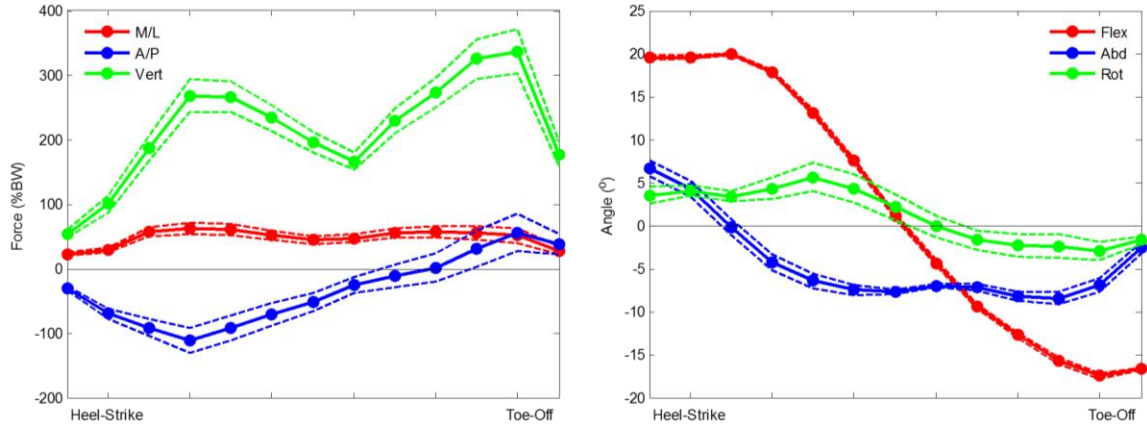 400
300
200
100
0
-100
-200
Force (%BW)
M/L
A/P
Vert
Heel-Strike
Toe-Off
25
20
15
10
5
0
-5
-10
-15
-20
Angle (⁰)
Flex
Abd
Rot
Heel-Strike
Toe-Off